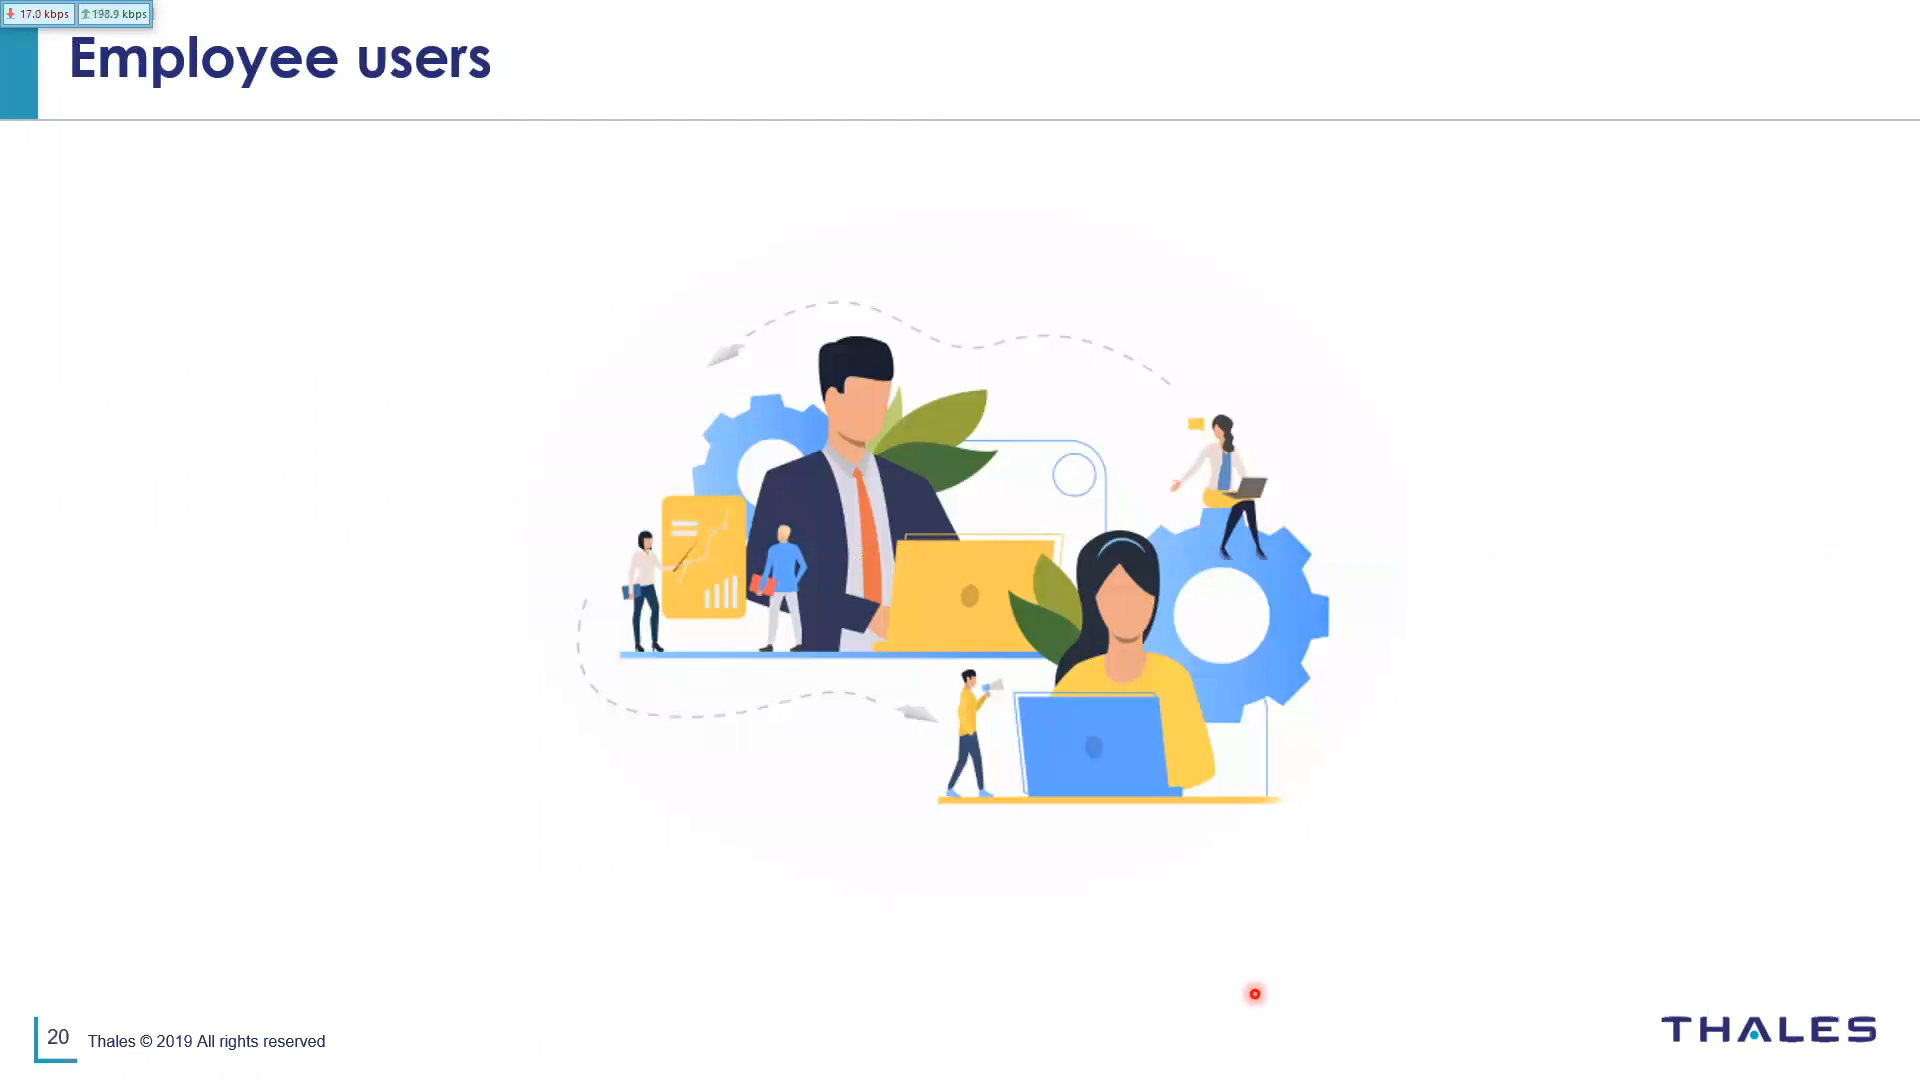 17.0 kbps 198.9 kbps
Employee users
20 Thales © 2019 All rights reserved
THALES